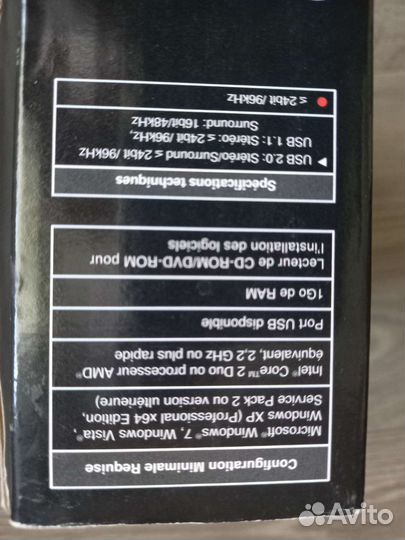 Configuration Minimale Requise
Microsoft® Windows® 7, Windows Vista®,
Windows XP (Professional x64 Edition,
Service Pack 2 ou version ultérieure)
Intel® Core™ 2 Duo ou processeur AMD®
équivalent, 2,2 GHz ou plus rapide
Port USB disponible
1Go de RAM
Lecteur de CD-ROM/DVD-ROM pour
l'installation des logiciels
Spécifications techniques
▶ USB 2.0: Stéréo/Surround ≤ 24bit /96kHz
USB 1.1: Stéréo: ≤ 24bit /96kHz,
Surround: 16bit/48kHz
● ≤ 24bit /96kHz
Avito